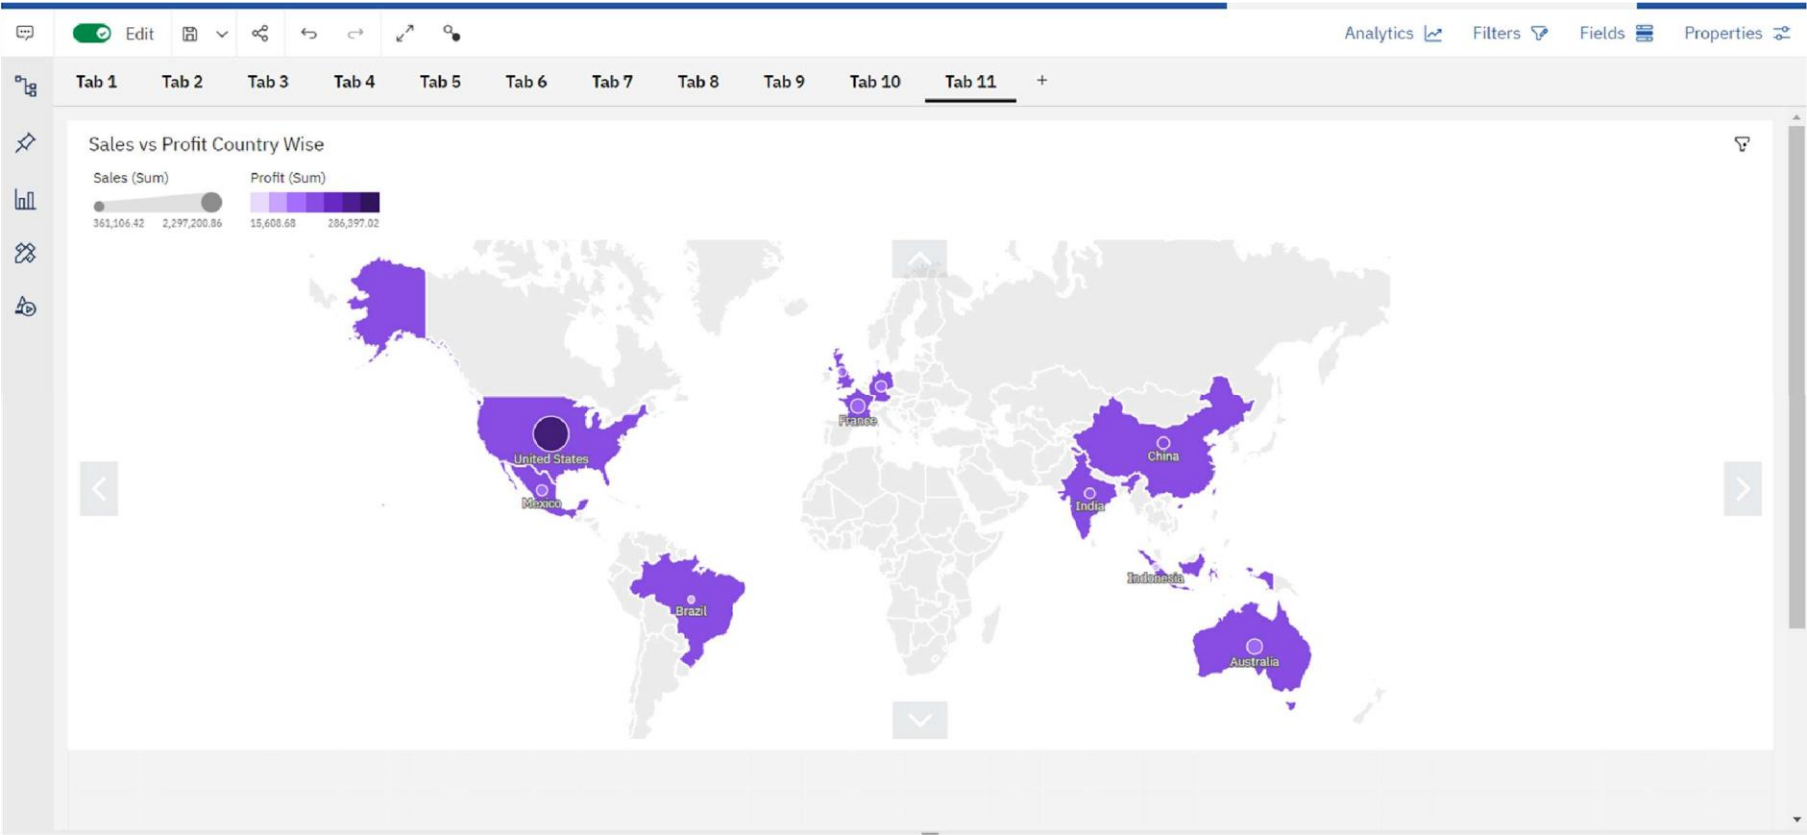 Edit
Analytics Filters Fields Properties
Tab 1 Tab 2 Tab 3 Tab 4 Tab 5 Tab 6 Tab 7 Tab 8 Tab 9 Tab 10 Tab 11 +
Sales vs Profit Country Wise
Sales (Sum) Profit (Sum)
361,106.42 2,297,200.86 15,608.68 286,397.02
France
United States China
Mexico India
Indonesia
Brazil
Australia